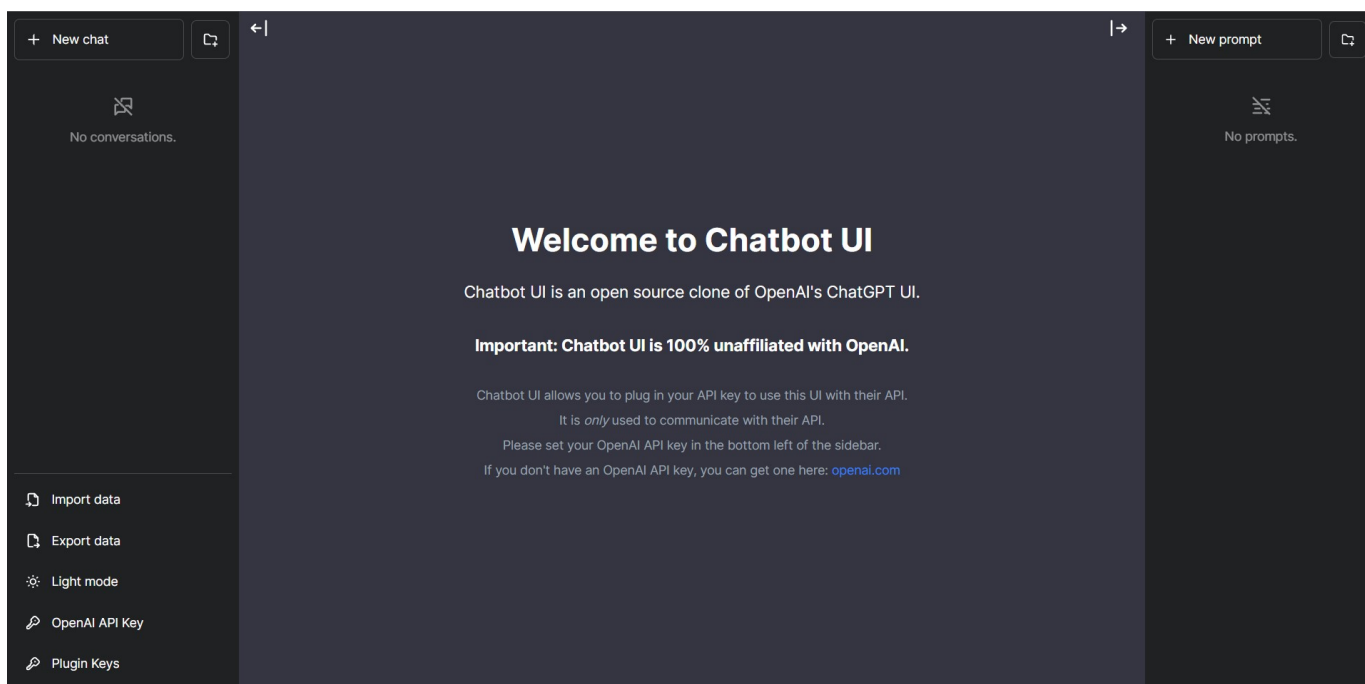 New chat
No conversations.
Import data
Export data
Light mode
OpenAI API Key
Plugin Keys
Welcome to Chatbot UI
Chatbot UI is an open source clone of OpenAI's ChatGPT UI.
Important: Chatbot UI is 100% unaffiliated with OpenAI.
Chatbot UI allows you to plug in your API key to use this UI with their API.
It is only used to communicate with their API.
Please set your OpenAI API key in the bottom left of the sidebar.
If you don't have an OpenAI API key, you can get one here: openai.com
New prompt
No prompts.